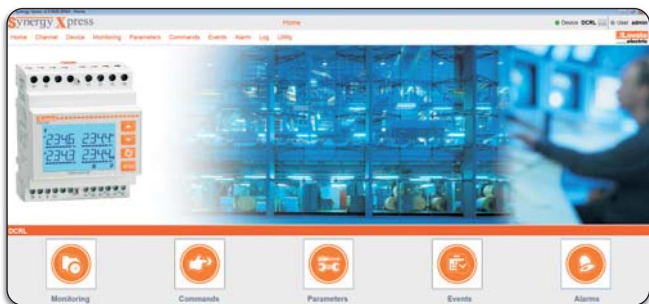 Synergy Xpress
Home
Device DCRL
User admin
Home Channel Device Monitoring Parameters Commands Events Alarm Log Utility
Lovato
electric
DCRL
Monitoring Commands Parameters Events Alarms